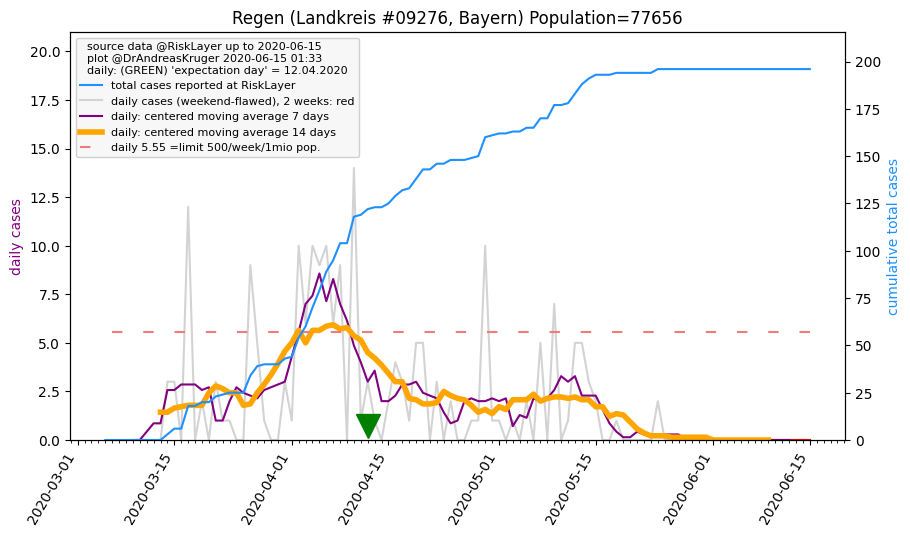 Regen (Landkreis #09276, Bayern) Population=77656
source data @RiskLayer up to 2020-06-15
plot @DrAndreasKruger 2020-06-15 01:33
daily: (GREEN) 'expectation day' = 12.04.2020
total cases reported at RiskLayer
daily cases (weekend-flawed), 2 weeks: red
daily: centered moving average 7 days
daily: centered moving average 14 days
daily 5.55 =limit 500/week/1mio pop.
daily cases
20.0
17.5
15.0
12.5
10.0
7.5
5.0
2.5
0.0
200
175
150
125
100
75
50
25
0
cumulative total cases
2020-03-01
2020-03-15
2020-04-01
2020-04-15
2020-05-01
2020-05-15
2020-06-01
2020-06-15